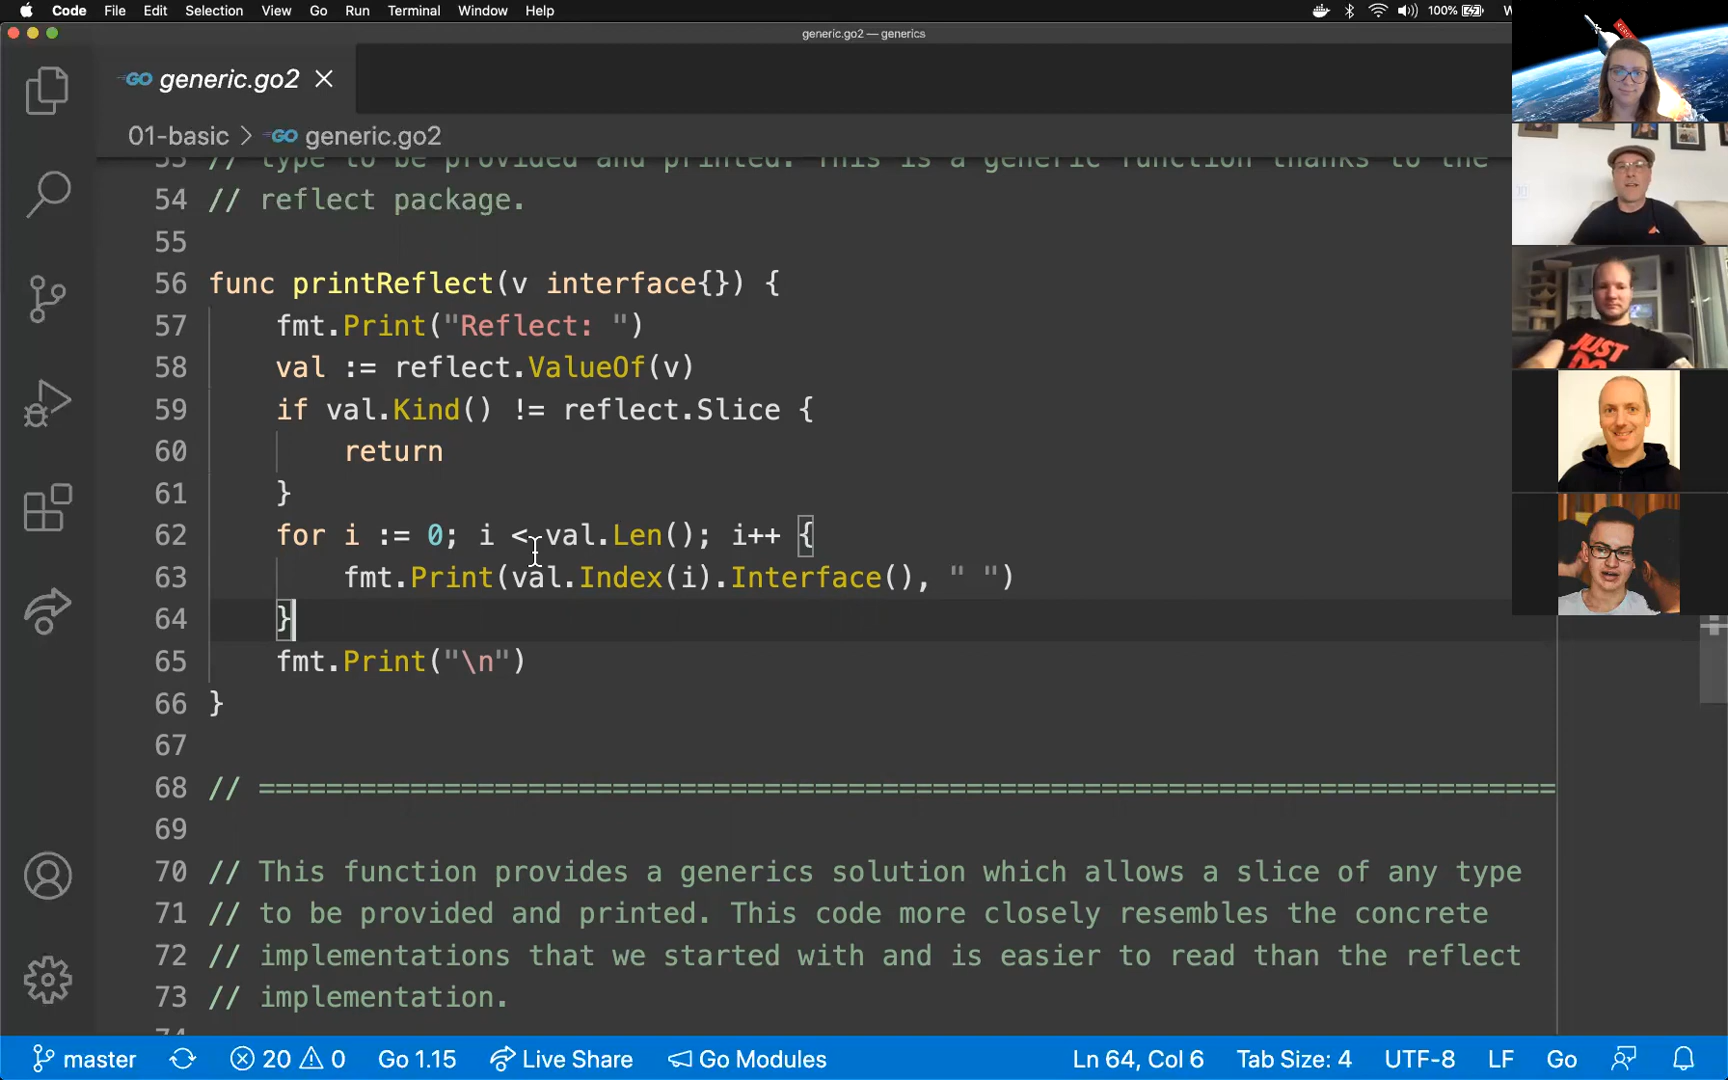 Code File Edit Selection View Go Run Terminal Window Help 100%
generic.go2 — generics
GO generic.go2
01-basic > GO generic.go2
53 // type to be provided and printed. This is a generic function thanks to the
54 // reflect package.
55
56 func printReflect(v interface{}) {
57 fmt.Print("Reflect: ")
58 val := reflect.ValueOf(v)
59 if val.Kind() != reflect.Slice {
60 return
61 }
62 for i := 0; i < val.Len(); i++ {
63 fmt.Print(val.Index(i).Interface(), " ")
64 }
65 fmt.Print("\n")
66 }
67
68 // =============================================================================
69
70 // This function provides a generics solution which allows a slice of any type
71 // to be provided and printed. This code more closely resembles the concrete
72 // implementations that we started with and is easier to read than the reflect
73 // implementation.
JUST
master 20 0 Go 1.15 Live Share Go Modules Ln 64, Col 6 Tab Size: 4 UTF-8 LF Go